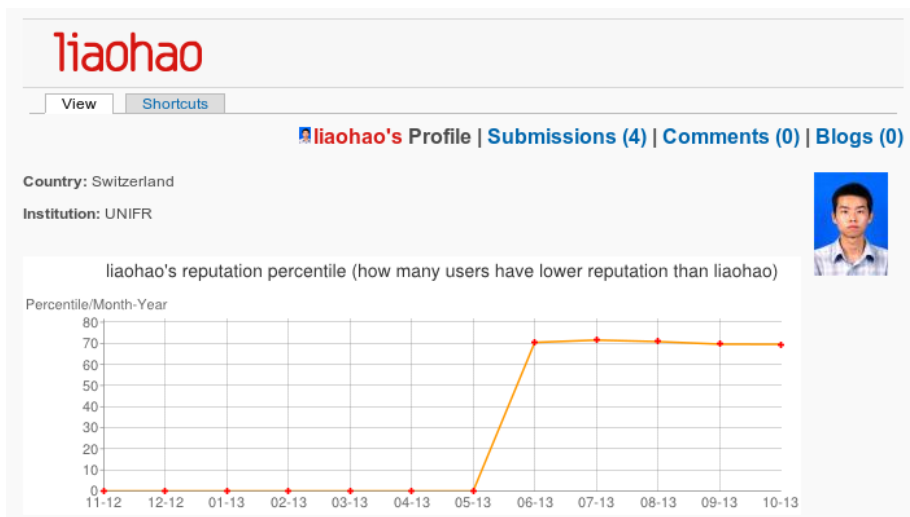 liaohao
View Shortcuts
liaohao's Profile | Submissions (4) | Comments (0) | Blogs (0)
Country: Switzerland
Institution: UNIFR
liaohao's reputation percentile (how many users have lower reputation than liaohao)
Percentile/Month-Year
80
70
60
50
40
30
20
10
0
11-12 12-12 01-13 02-13 03-13 04-13 05-13 06-13 07-13 08-13 09-13 10-13